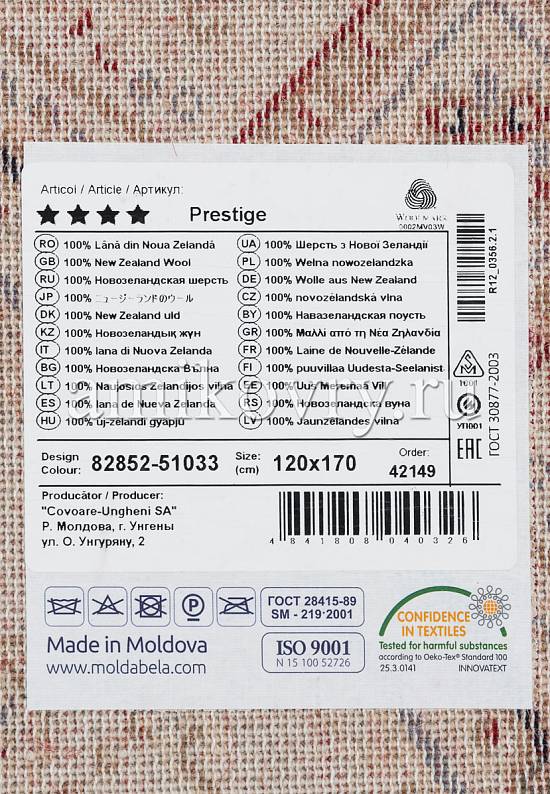 Articol / Article / Артикул:
★★★★ Prestige
WOOLMARK
0002MV03W
R12_0356.2.1
RO 100% Lână din Noua Zelandă
GB 100% New Zealand Wool
RU 100% Новозеландская шерсть
JP 100% ニュージーランドのウール
DK 100% New Zealand uld
KZ 100% Новозеландық жүн
IT 100% lana di Nuova Zelanda
BG 100% Новозеландска Вълна
LT 100% Naujosios Zelandijos vilna
ES 100% lana de Nueva Zelanda
HU 100% új-zélandi gyapjú
UA 100% Шерсть з Нової Зеландії
PL 100% Wełna nowozelandzka
DE 100% Wolle aus New Zealand
CZ 100% novozélandská vlna
BY 100% Навазеландская поусть
GR 100% Μαλλί από τη Νέα Ζηλανδία
FR 100% Laine de Nouvelle-Zélande
FI 100% puuvillaa Uudesta-Seelanist
EE 100% Uus Meremaa Vill
RS 100% Новозеландска вуна
LV 100% Jaunzēlandes vilna
УП001
ГОСТ 30877-2003
EAC
amikovry.ru
Design
Colour: 82852-51033
Size:
(cm) 120x170
Order:
42149
Producător / Producer:
"Covoare-Ungheni SA"
Р. Молдова, г. Унгены
ул. О. Унгуряну, 2
4 841808 040326
P
ГОСТ 28415-89
SM - 219:2001
Made in Moldova
www.moldabela.com
ISO 9001
N 15 100 52726
CONFIDENCE
IN TEXTILES
Tested for harmful substances
according to Oeko-Tex® Standard 100
25.3.0141 INNOVATEXT